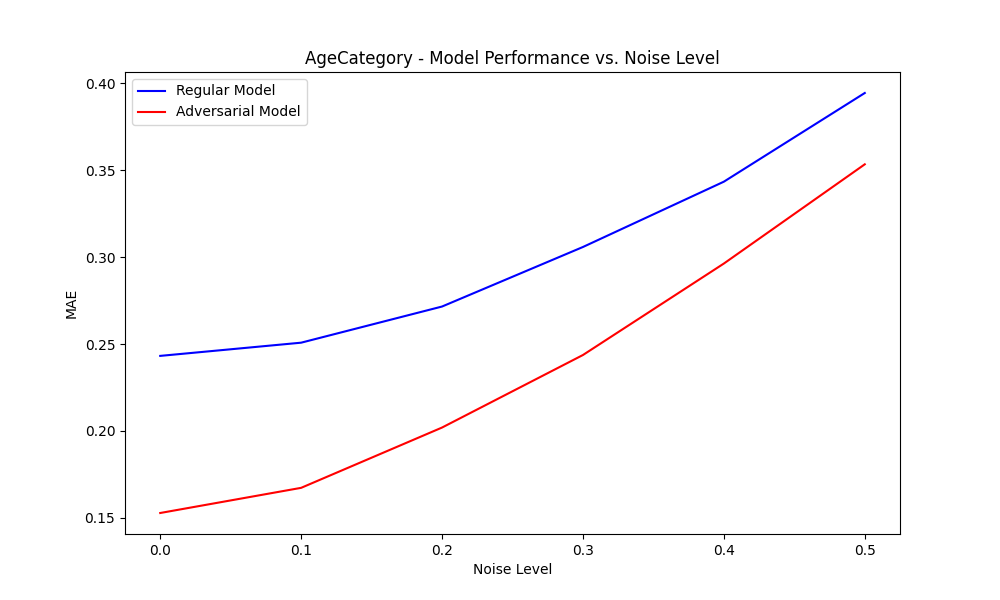 AgeCategory - Model Performance vs. Noise Level
Regular Model
Adversarial Model
MAE
0.40
0.35
0.30
0.25
0.20
0.15
0.0 0.1 0.2 0.3 0.4 0.5
Noise Level